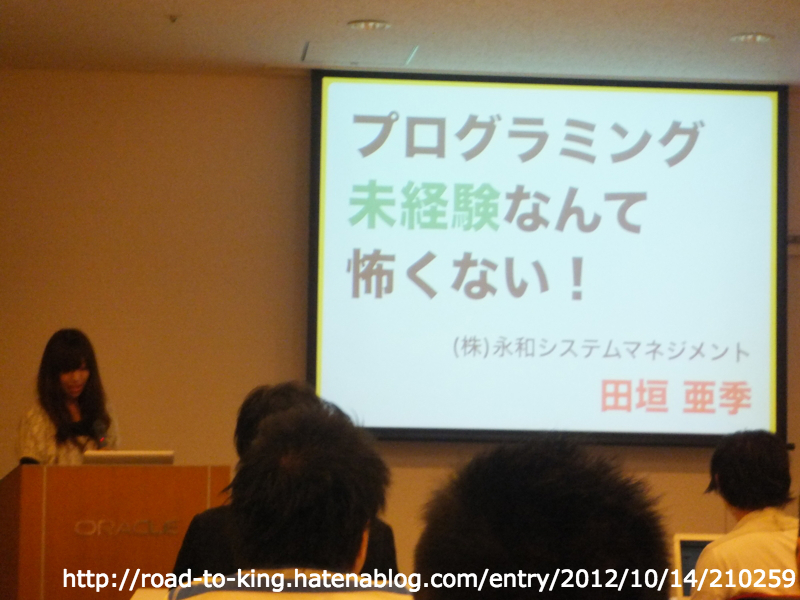 プログラミング
未経験なんて
怖くない！
(株)永和システムマネジメント
田垣 亜季
ORACLE
http://road-to-king.hatenablog.com/entry/2012/10/14/210259